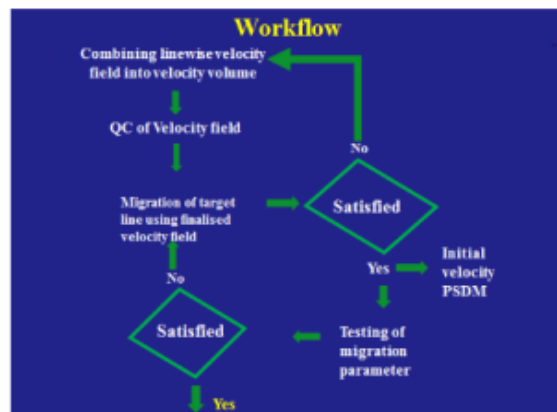 Workflow
Combining linewise velocity
field into velocity volume
QC of Velocity field
No
Migration of target
line using finalised
velocity field
Satisfied
Yes
Initial
velocity
PSDM
No
Satisfied
Testing of
migration
parameter
Yes